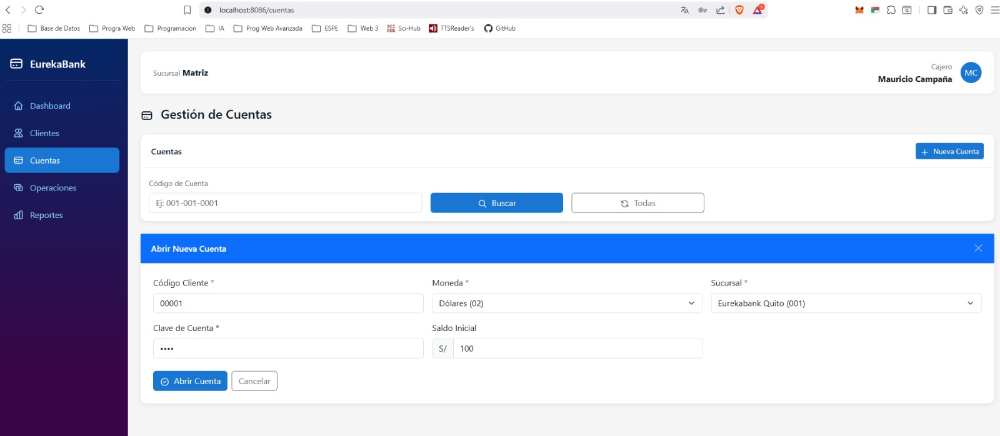 localhost:8086/cuentas
1
Base de Datos
Progra Web
Programacion
IA
Prog Web Avanzada
ESPE
Web 3
SCI HUB
Sci-Hub
TTSReader's
GitHub
EurekaBank
Dashboard
Clientes
Cuentas
Operaciones
Reportes
Sucursal Matriz
Cajero
Mauricio Campaña
MC
Gestión de Cuentas
Cuentas
+ Nueva Cuenta
Código de Cuenta
Ej: 001-001-0001
Buscar
Todas
Abrir Nueva Cuenta
Código Cliente *
Moneda *
Sucursal *
00001
Dólares (02)
Eurekabank Quito (001)
Clave de Cuenta *
Saldo Inicial
••••
S/ 100
Abrir Cuenta
Cancelar